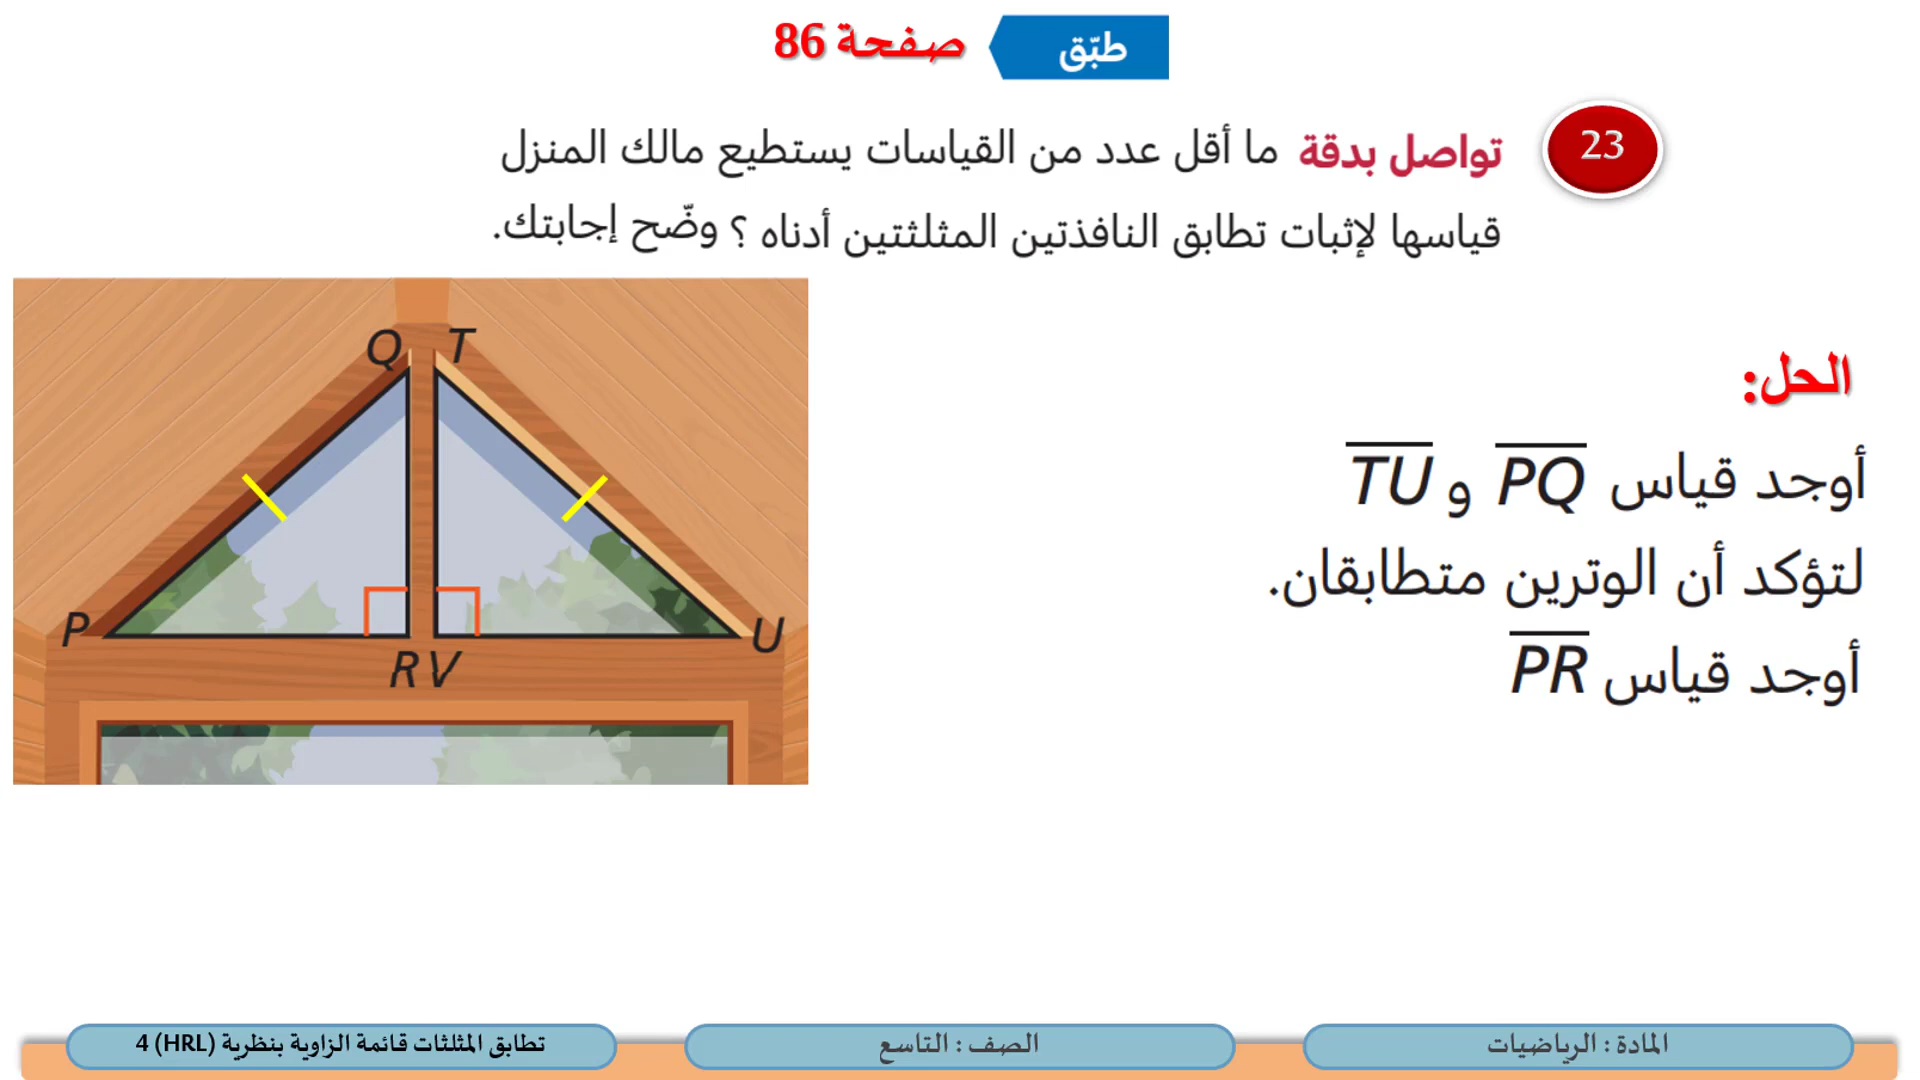 طبّق
صفحة 86
23
تواصل بدقة ما أقل عدد من القياسات يستطيع مالك المنزل
قياسها لإثبات تطابق النافذتين المثلثتين أدناه ؟ وضّح إجابتك.
Q T
P
U
R V
الحل:
أوجد قياس PQ و TU
لتؤكد أن الوترين متطابقان.
أوجد قياس PR
المادة : الرياضيات
الصف : التاسع
تطابق المثلثات قائمة الزاوية بنظرية (HRL) 4